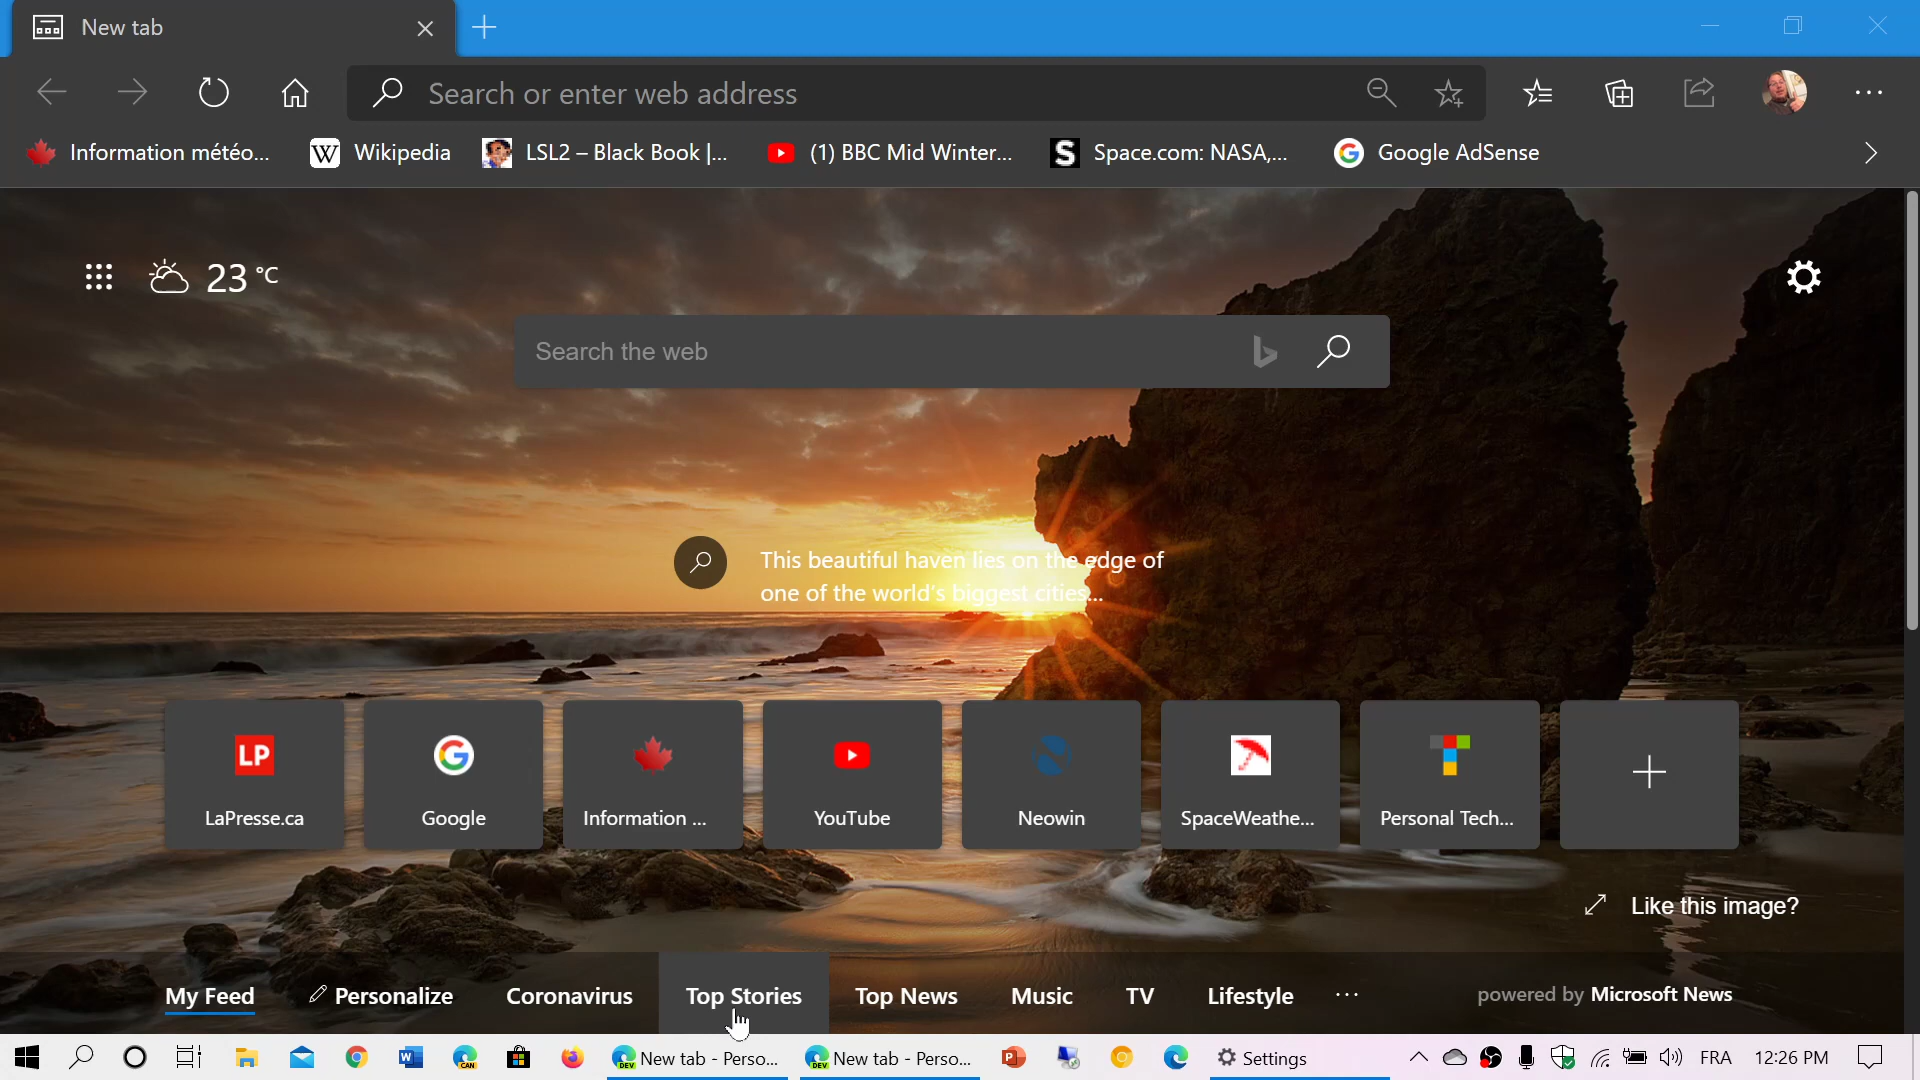 New tab
Search or enter web address
Information météo... Wikipedia LSL2 – Black Book |... (1) BBC Mid Winter... Space.com: NASA,... Google AdSense
23 °C
Search the web
This beautiful haven lies on the edge of
one of the world's biggest cities...
LP
LaPresse.ca Google Information ... YouTube Neowin SpaceWeathe... Personal Tech...
Like this image?
My Feed Personalize Coronavirus Top Stories Top News Music TV Lifestyle ... powered by Microsoft News
CAN DEV New tab - Perso... DEV New tab - Perso... Settings FRA 12:26 PM